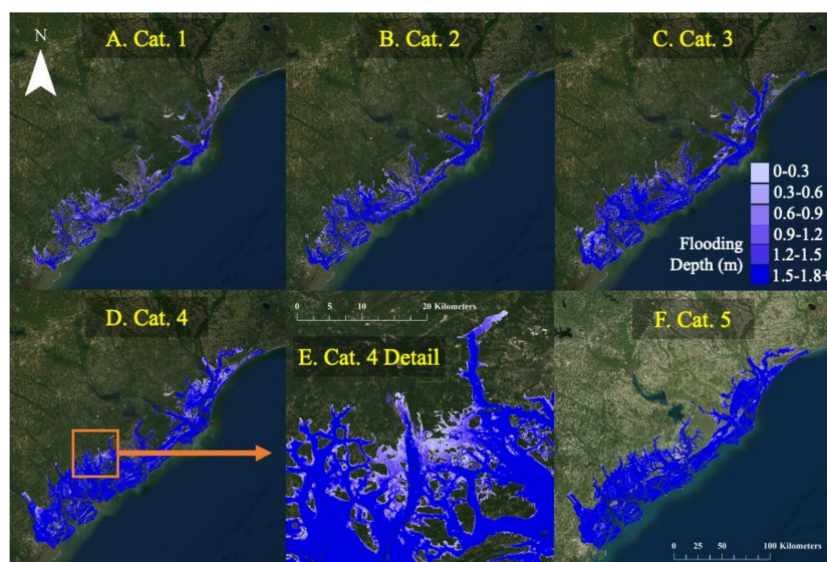 N
A. Cat. 1
B. Cat. 2
C. Cat. 3
Flooding
Depth (m)
0-0.3
0.3-0.6
0.6-0.9
0.9-1.2
1.2-1.5
1.5-1.8+
D. Cat. 4
0 5 10 20 Kilometers
E. Cat. 4 Detail
F. Cat. 5
0 25 50 100 Kilometers